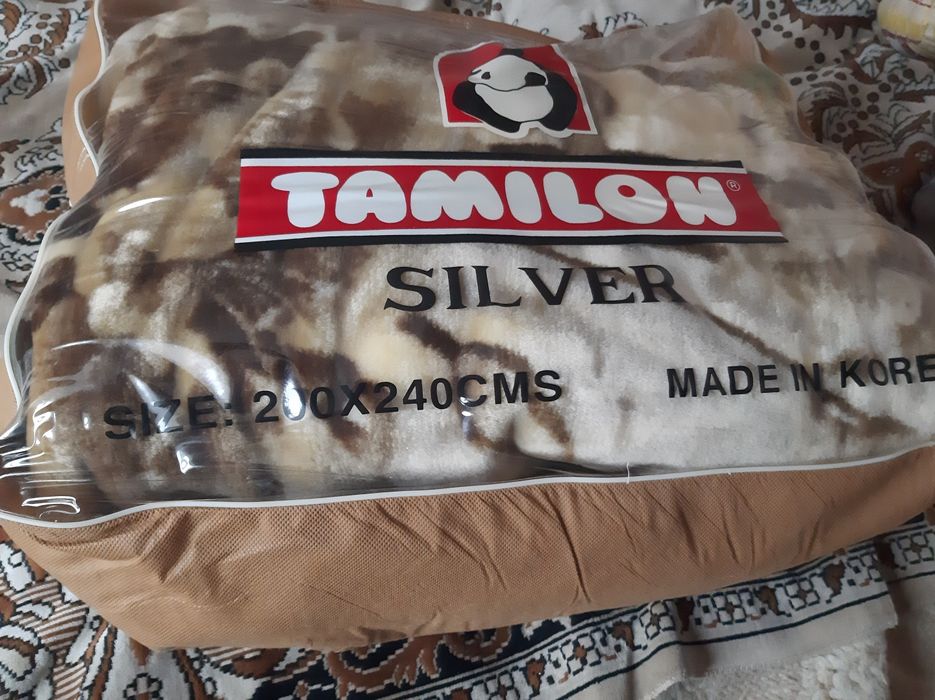 TAMILON®
SILVER
SIZE: 200X240CMS
MADE IN KORE